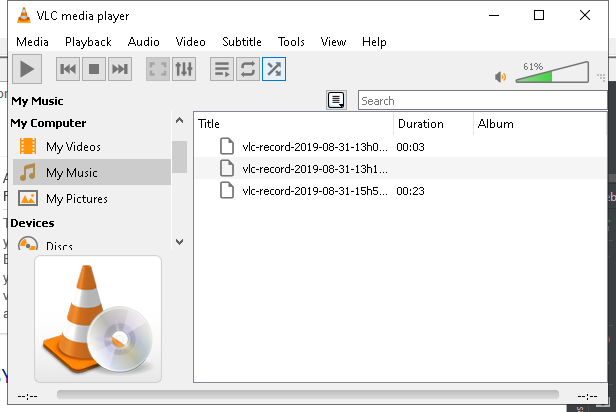 VLC media player
Media Playback Audio Video Subtitle Tools View Help
61%
My Music
Search
My Computer
My Videos
My Music
My Pictures
Devices
Discs
Title Duration Album
vlc-record-2019-08-31-13h0... 00:03
vlc-record-2019-08-31-13h1...
vlc-record-2019-08-31-15h5... 00:23
--:-- --:--